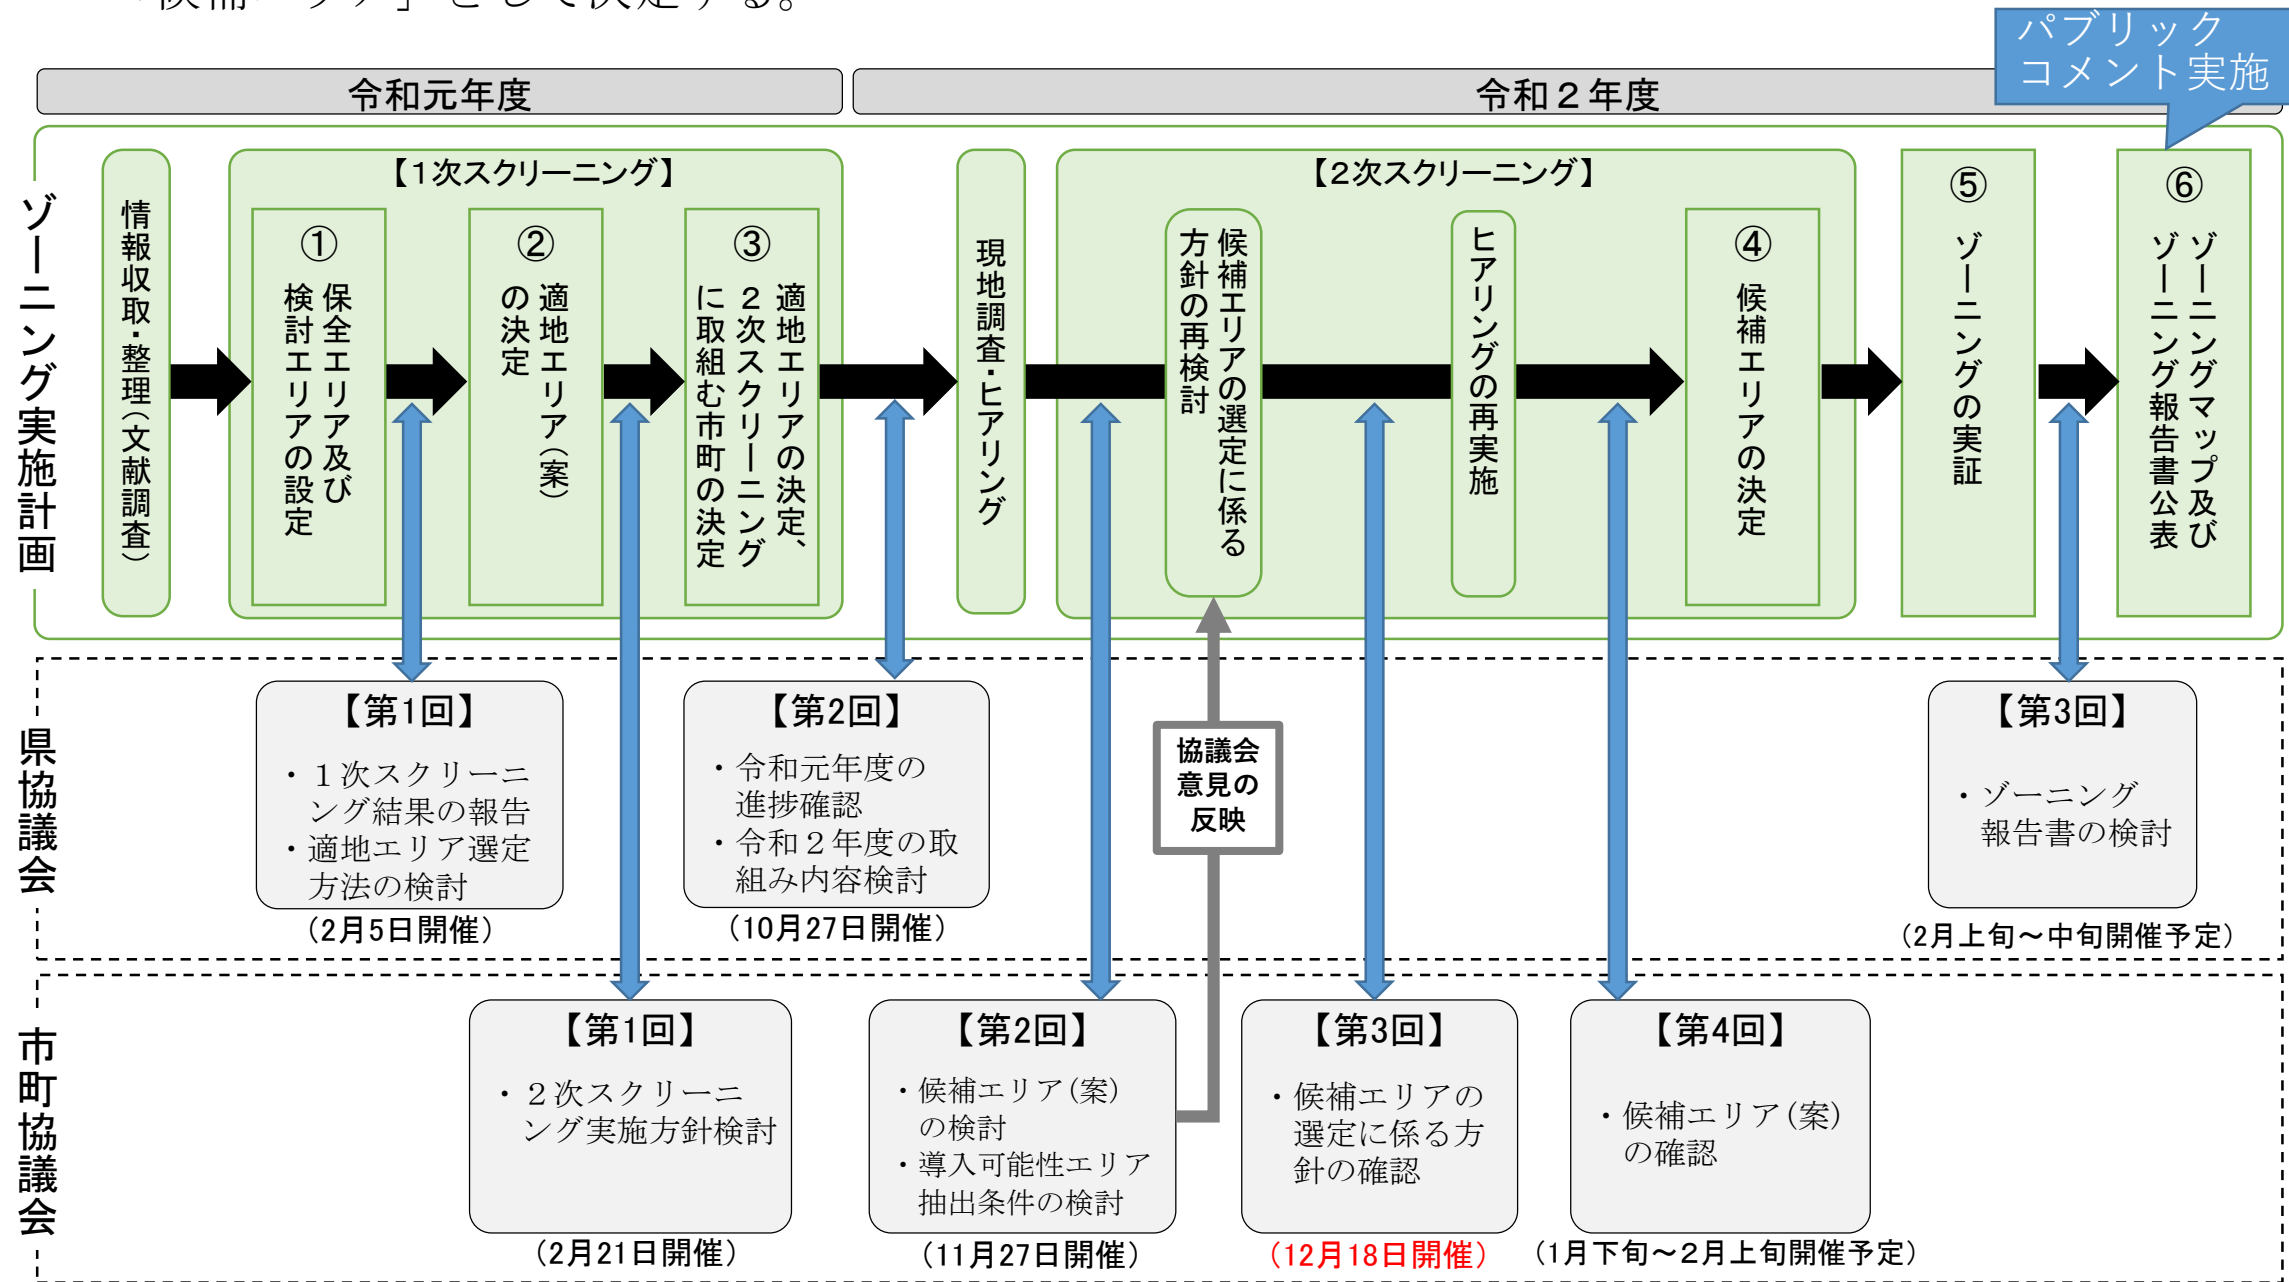 「候補エリア」として決定する。
パブリック
コメント実施
令和元年度
令和２年度
ゾーニング実施計画
情報収取・整理（文献調査）
【1次スクリーニング】
①
保全エリア及び
検討エリアの設定
②
適地エリア（案）
の決定
③
適地エリアの決定、
２次スクリーニング
に取組む市町の決定
現地調査・ヒアリング
【2次スクリーニング】
候補エリアの選定に係る
方針の再検討
ヒアリングの再実施
④
候補エリアの決定
⑤
ゾーニングの実証
⑥
ゾーニングマップ及び
ゾーニング報告書公表
県協議会
【第1回】
・１次スクリーニ
ング結果の報告
・適地エリア選定
方法の検討
（2月5日開催）
【第2回】
・令和元年度の
進捗確認
・令和２年度の取
組み内容検討
（10月27日開催）
協議会
意見の
反映
【第3回】
・ゾーニング
報告書の検討
（2月上旬～中旬開催予定）
市町協議会
【第1回】
・２次スクリーニ
ング実施方針検討
（2月21日開催）
【第2回】
・候補エリア(案)
の検討
・導入可能性エリア
抽出条件の検討
（11月27日開催）
【第3回】
・候補エリアの
選定に係る方
針の確認
（12月18日開催）
【第4回】
・候補エリア(案)
の確認
（1月下旬～２月上旬開催予定）